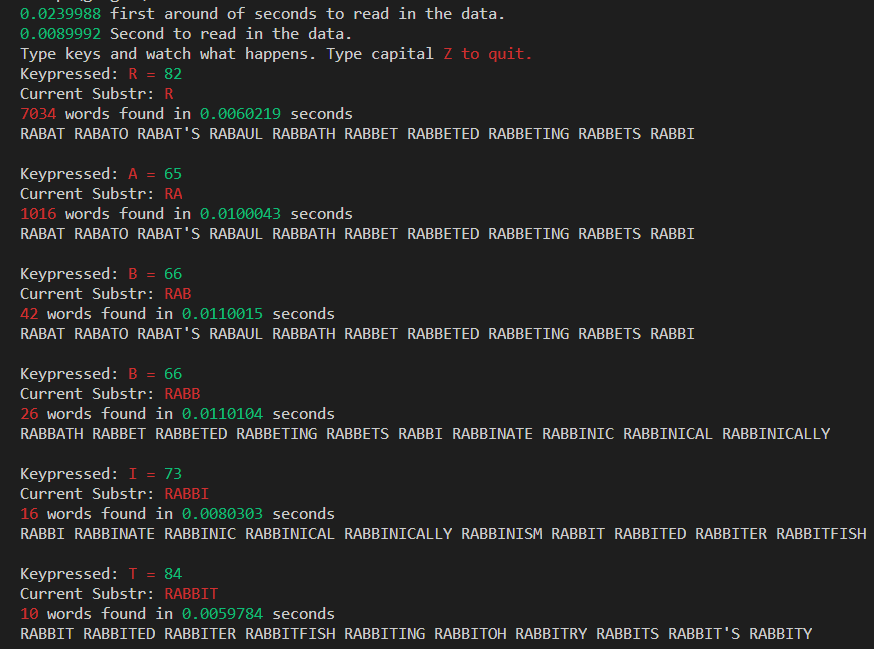 0.0239988 first around of seconds to read in the data.
0.0089992 Second to read in the data.
Type keys and watch what happens. Type capital Z to quit.
Keypressed: R = 82
Current Substr: R
7034 words found in 0.0060219 seconds
RABAT RABATO RABAT'S RABAUL RABBATH RABBET RABBETED RABBETING RABBETS RABBI
Keypressed: A = 65
Current Substr: RA
1016 words found in 0.0100043 seconds
RABAT RABATO RABAT'S RABAUL RABBATH RABBET RABBETED RABBETING RABBETS RABBI
Keypressed: B = 66
Current Substr: RAB
42 words found in 0.0110015 seconds
RABAT RABATO RABAT'S RABAUL RABBATH RABBET RABBETED RABBETING RABBETS RABBI
Keypressed: B = 66
Current Substr: RABB
26 words found in 0.0110104 seconds
RABBATH RABBET RABBETED RABBETING RABBETS RABBI RABBINATE RABBINIC RABBINICAL RABBINICALLY
Keypressed: I = 73
Current Substr: RABBI
16 words found in 0.0080303 seconds
RABBI RABBINATE RABBINIC RABBINICAL RABBINICALLY RABBINISM RABBIT RABBITED RABBITER RABBITFISH
Keypressed: T = 84
Current Substr: RABBIT
10 words found in 0.0059784 seconds
RABBIT RABBITED RABBITER RABBITFISH RABBITING RABBITOH RABBITRY RABBITS RABBIT'S RABBITY